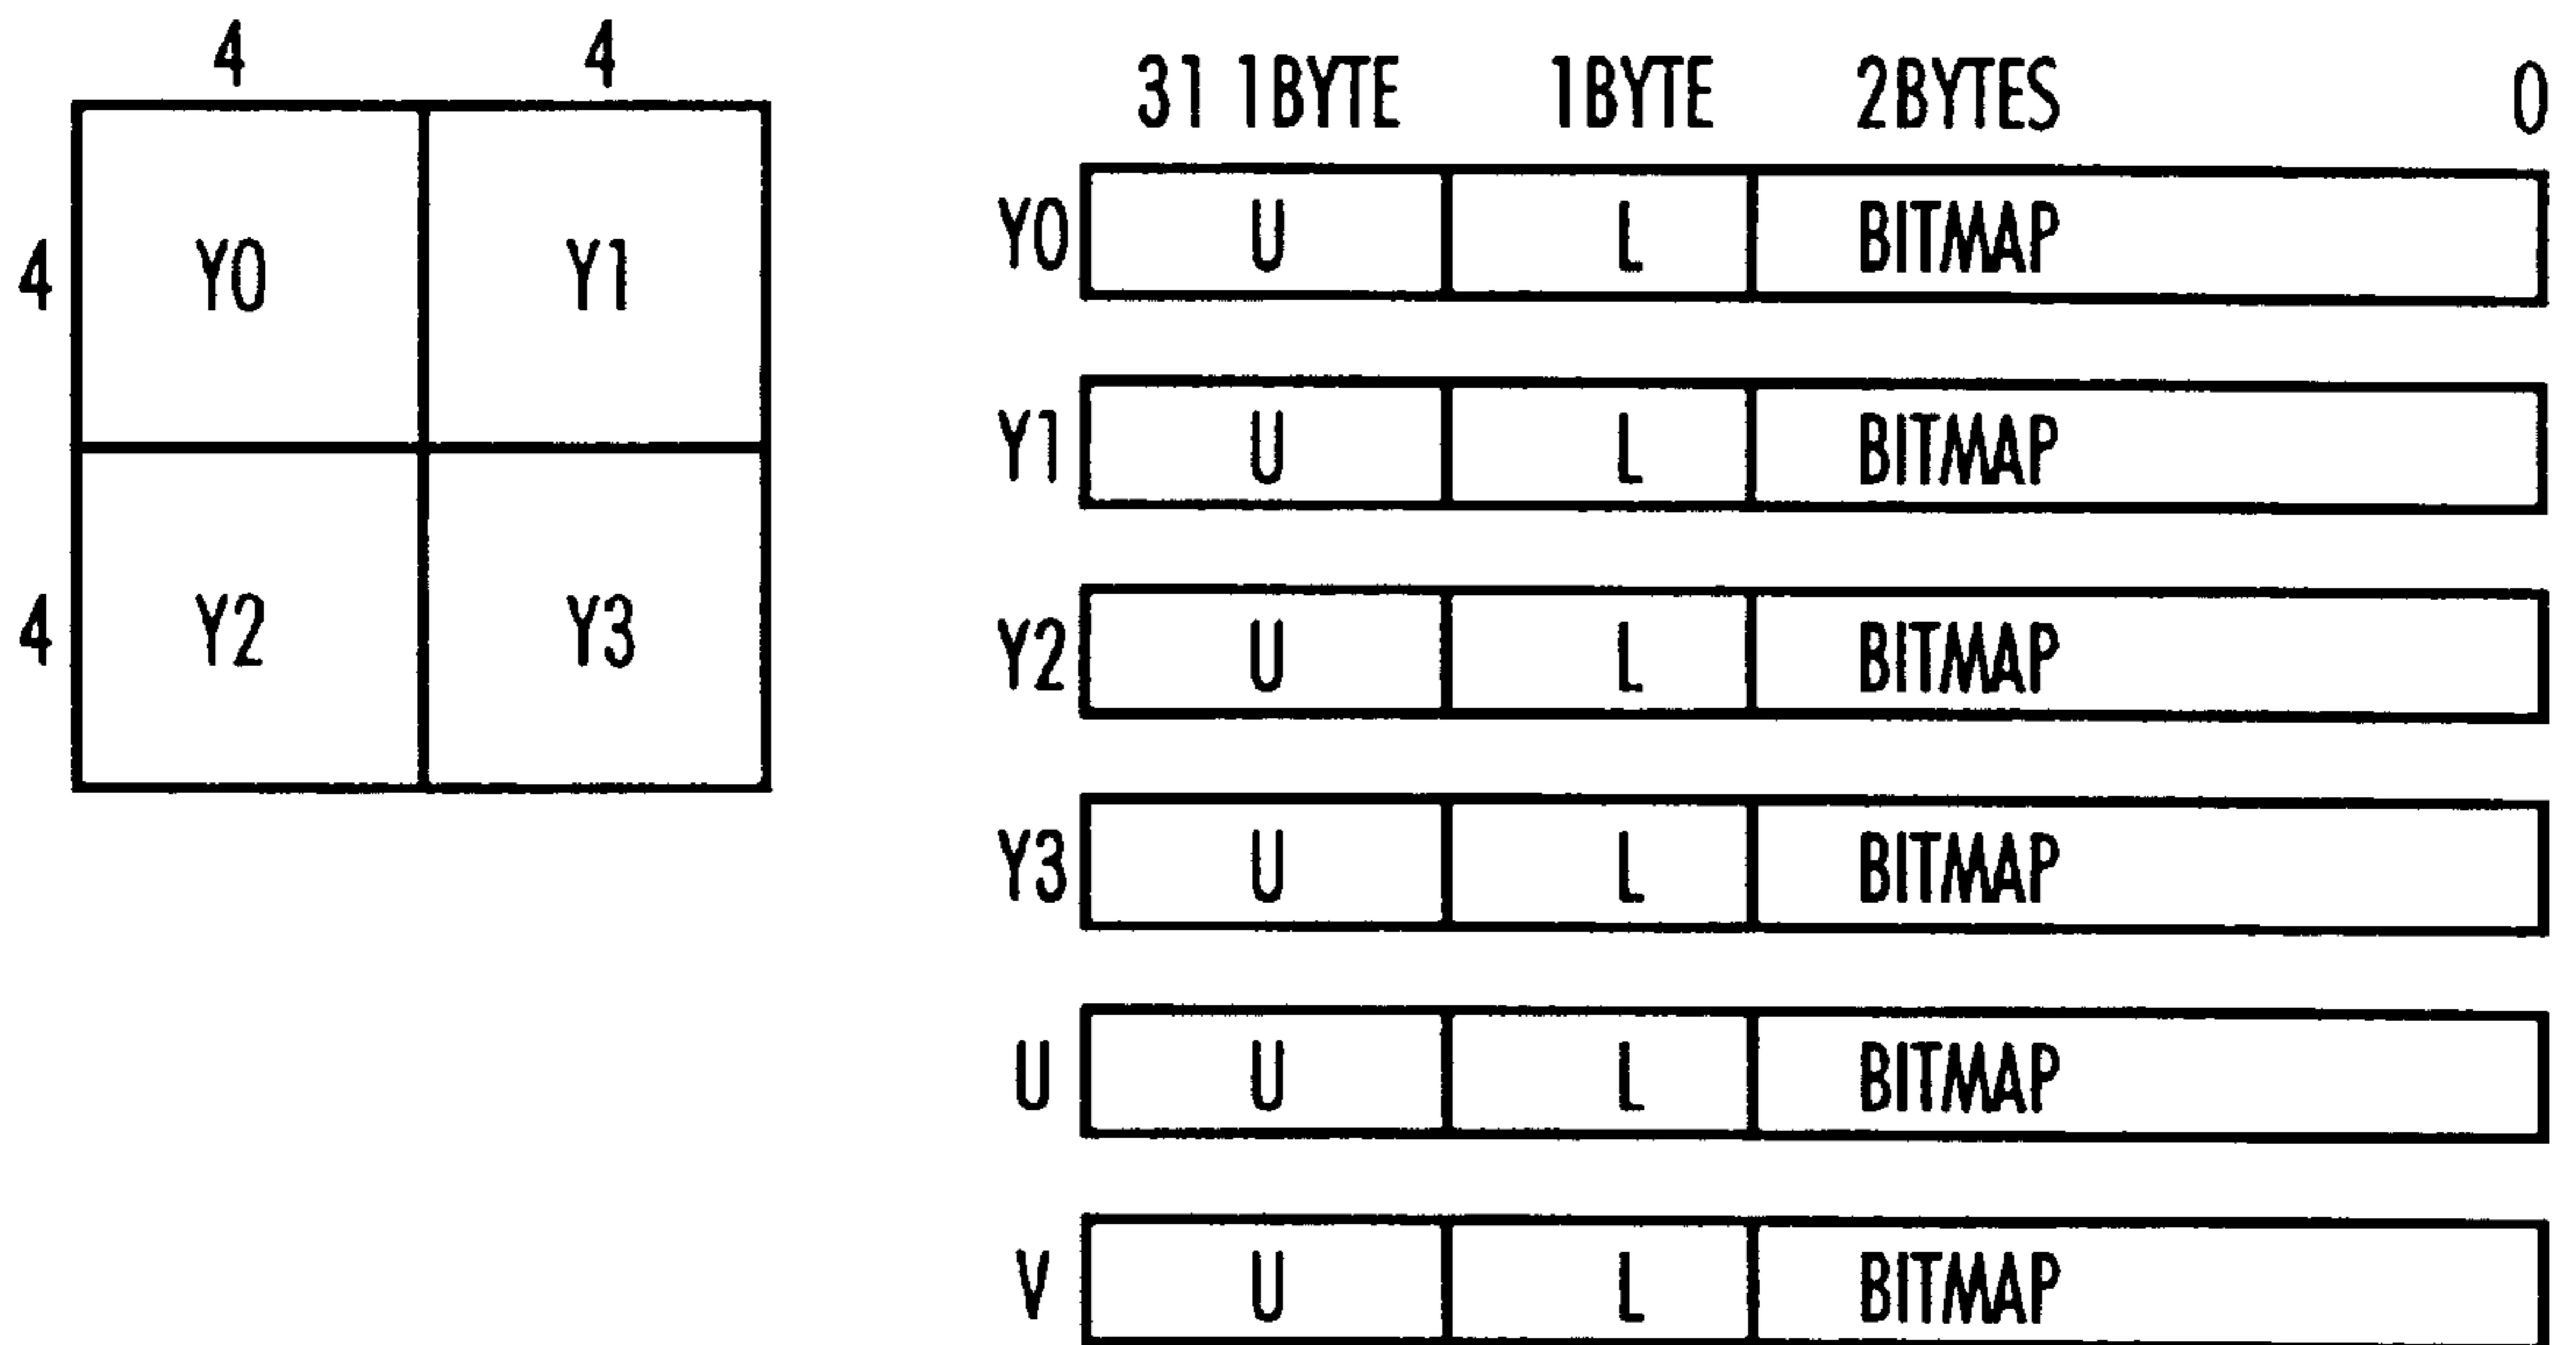 4 4
4 Y0 Y1
4 Y2 Y3
31 1BYTE 1BYTE 2BYTES 0
Y0 U L BITMAP
Y1 U L BITMAP
Y2 U L BITMAP
Y3 U L BITMAP
U U L BITMAP
V U L BITMAP